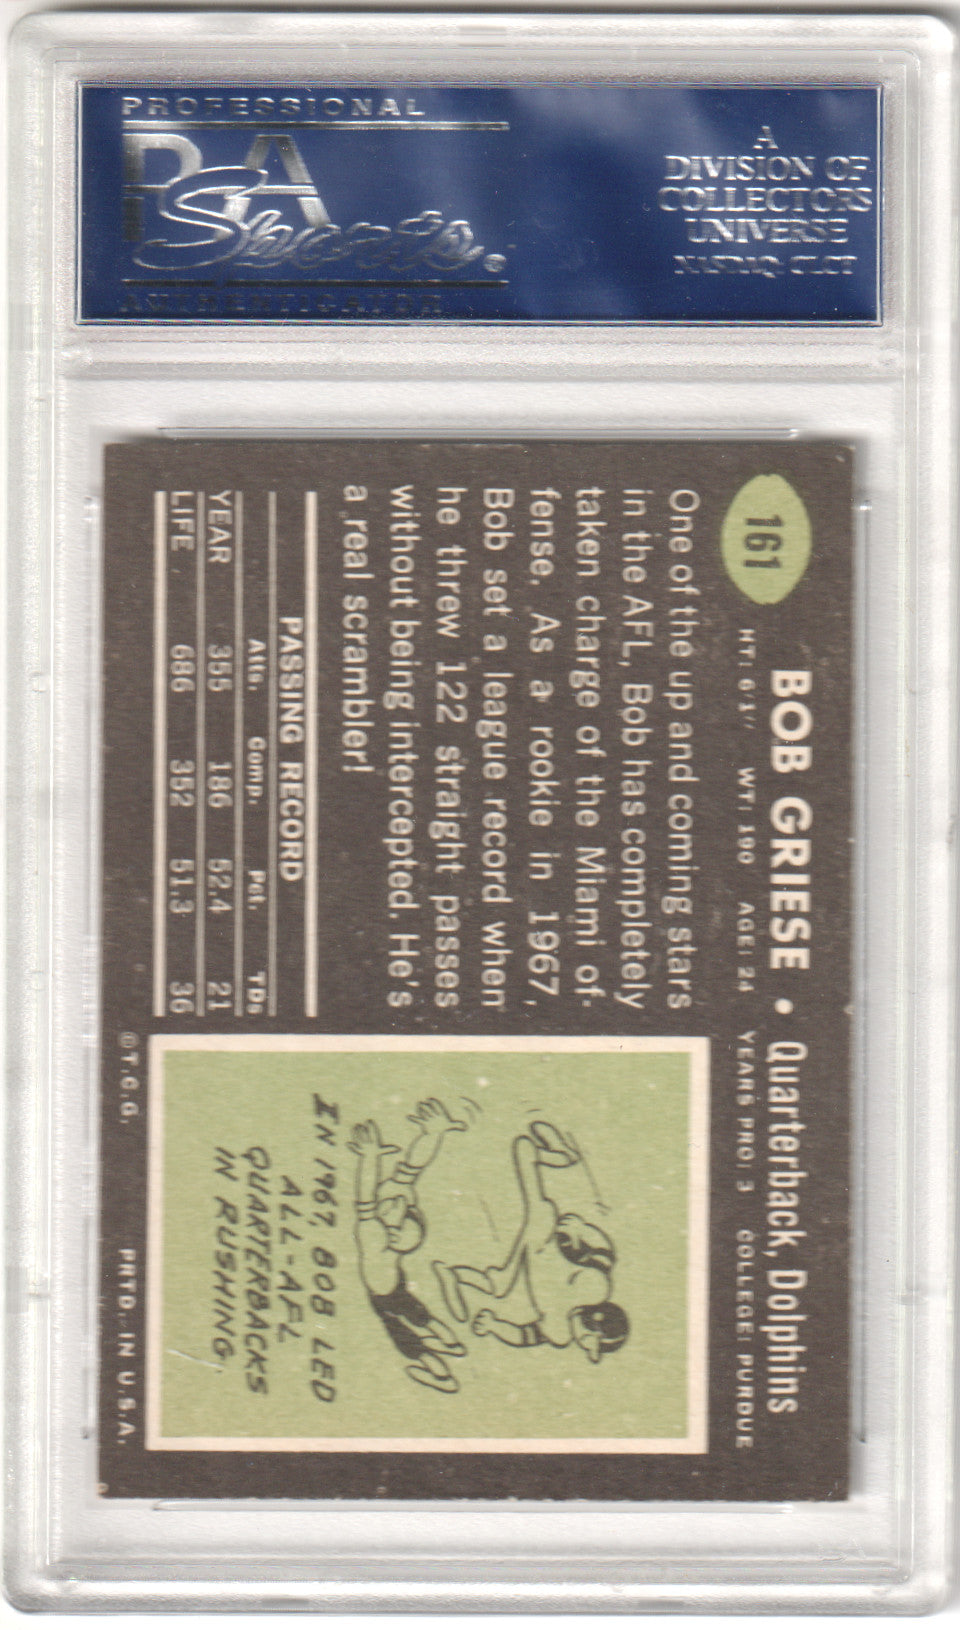 PROFESSIONAL
PSA
Sports®
AUTHENTICATOR
A
DIVISION OF
COLLECTORS
UNIVERSE
NASDAQ: CLCT
161
BOB GRIESE • Quarterback, Dolphins
HT: 6'1" WT: 190 AGE: 24 YEARS PRO: 3 COLLEGE: PURDUE
One of the up and coming stars
in the AFL, Bob has completely
taken charge of the Miami of-
fense. As a rookie in 1967,
Bob set a league record when
he threw 122 straight passes
without being intercepted. He's
a real scrambler!
PASSING RECORD
Atts. Comp. Pct. TDs
YEAR 355 186 52.4 21
LIFE 686 352 51.3 36
IN 1967, BOB LED
ALL-AFL
QUARTERBACKS
IN RUSHING.
©T.C.G. PRTD. IN U.S.A.